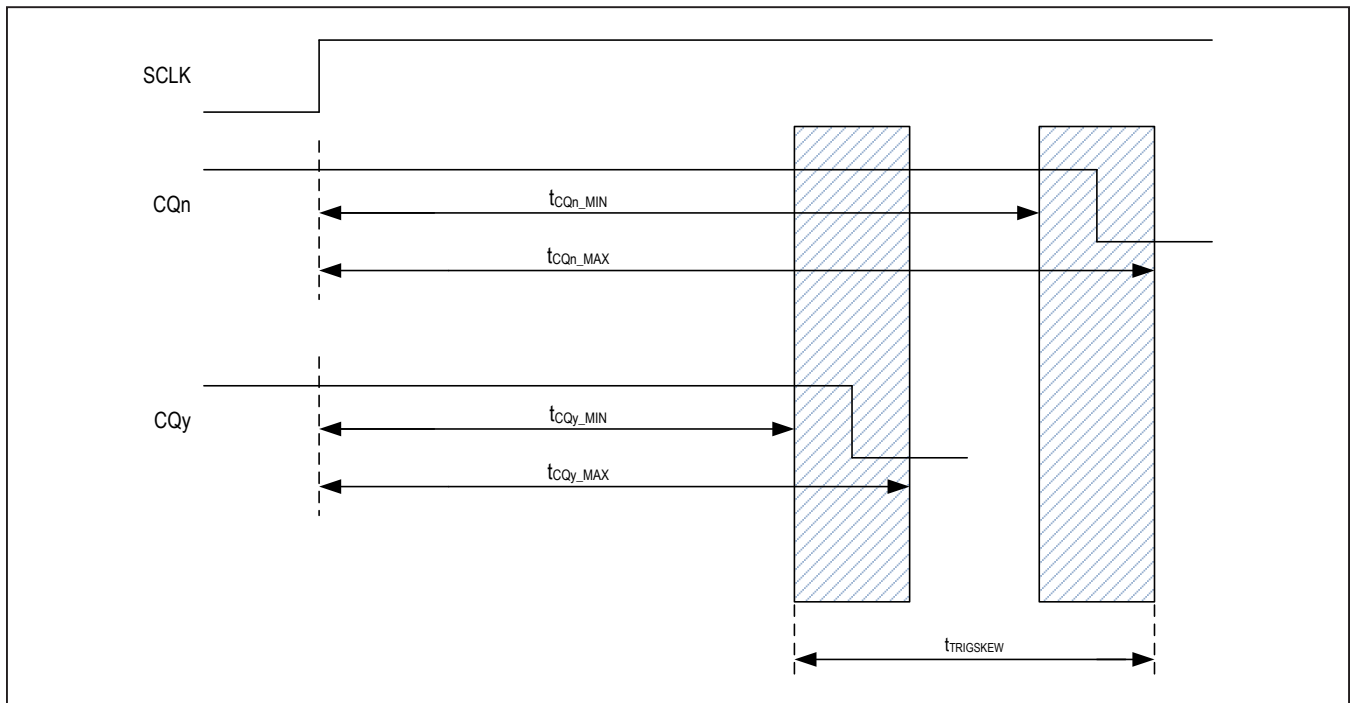 SCLK
CQn
tCQn_MIN
tCQn_MAX
CQy
tCQy_MIN
tCQy_MAX
tTRIGSKEW